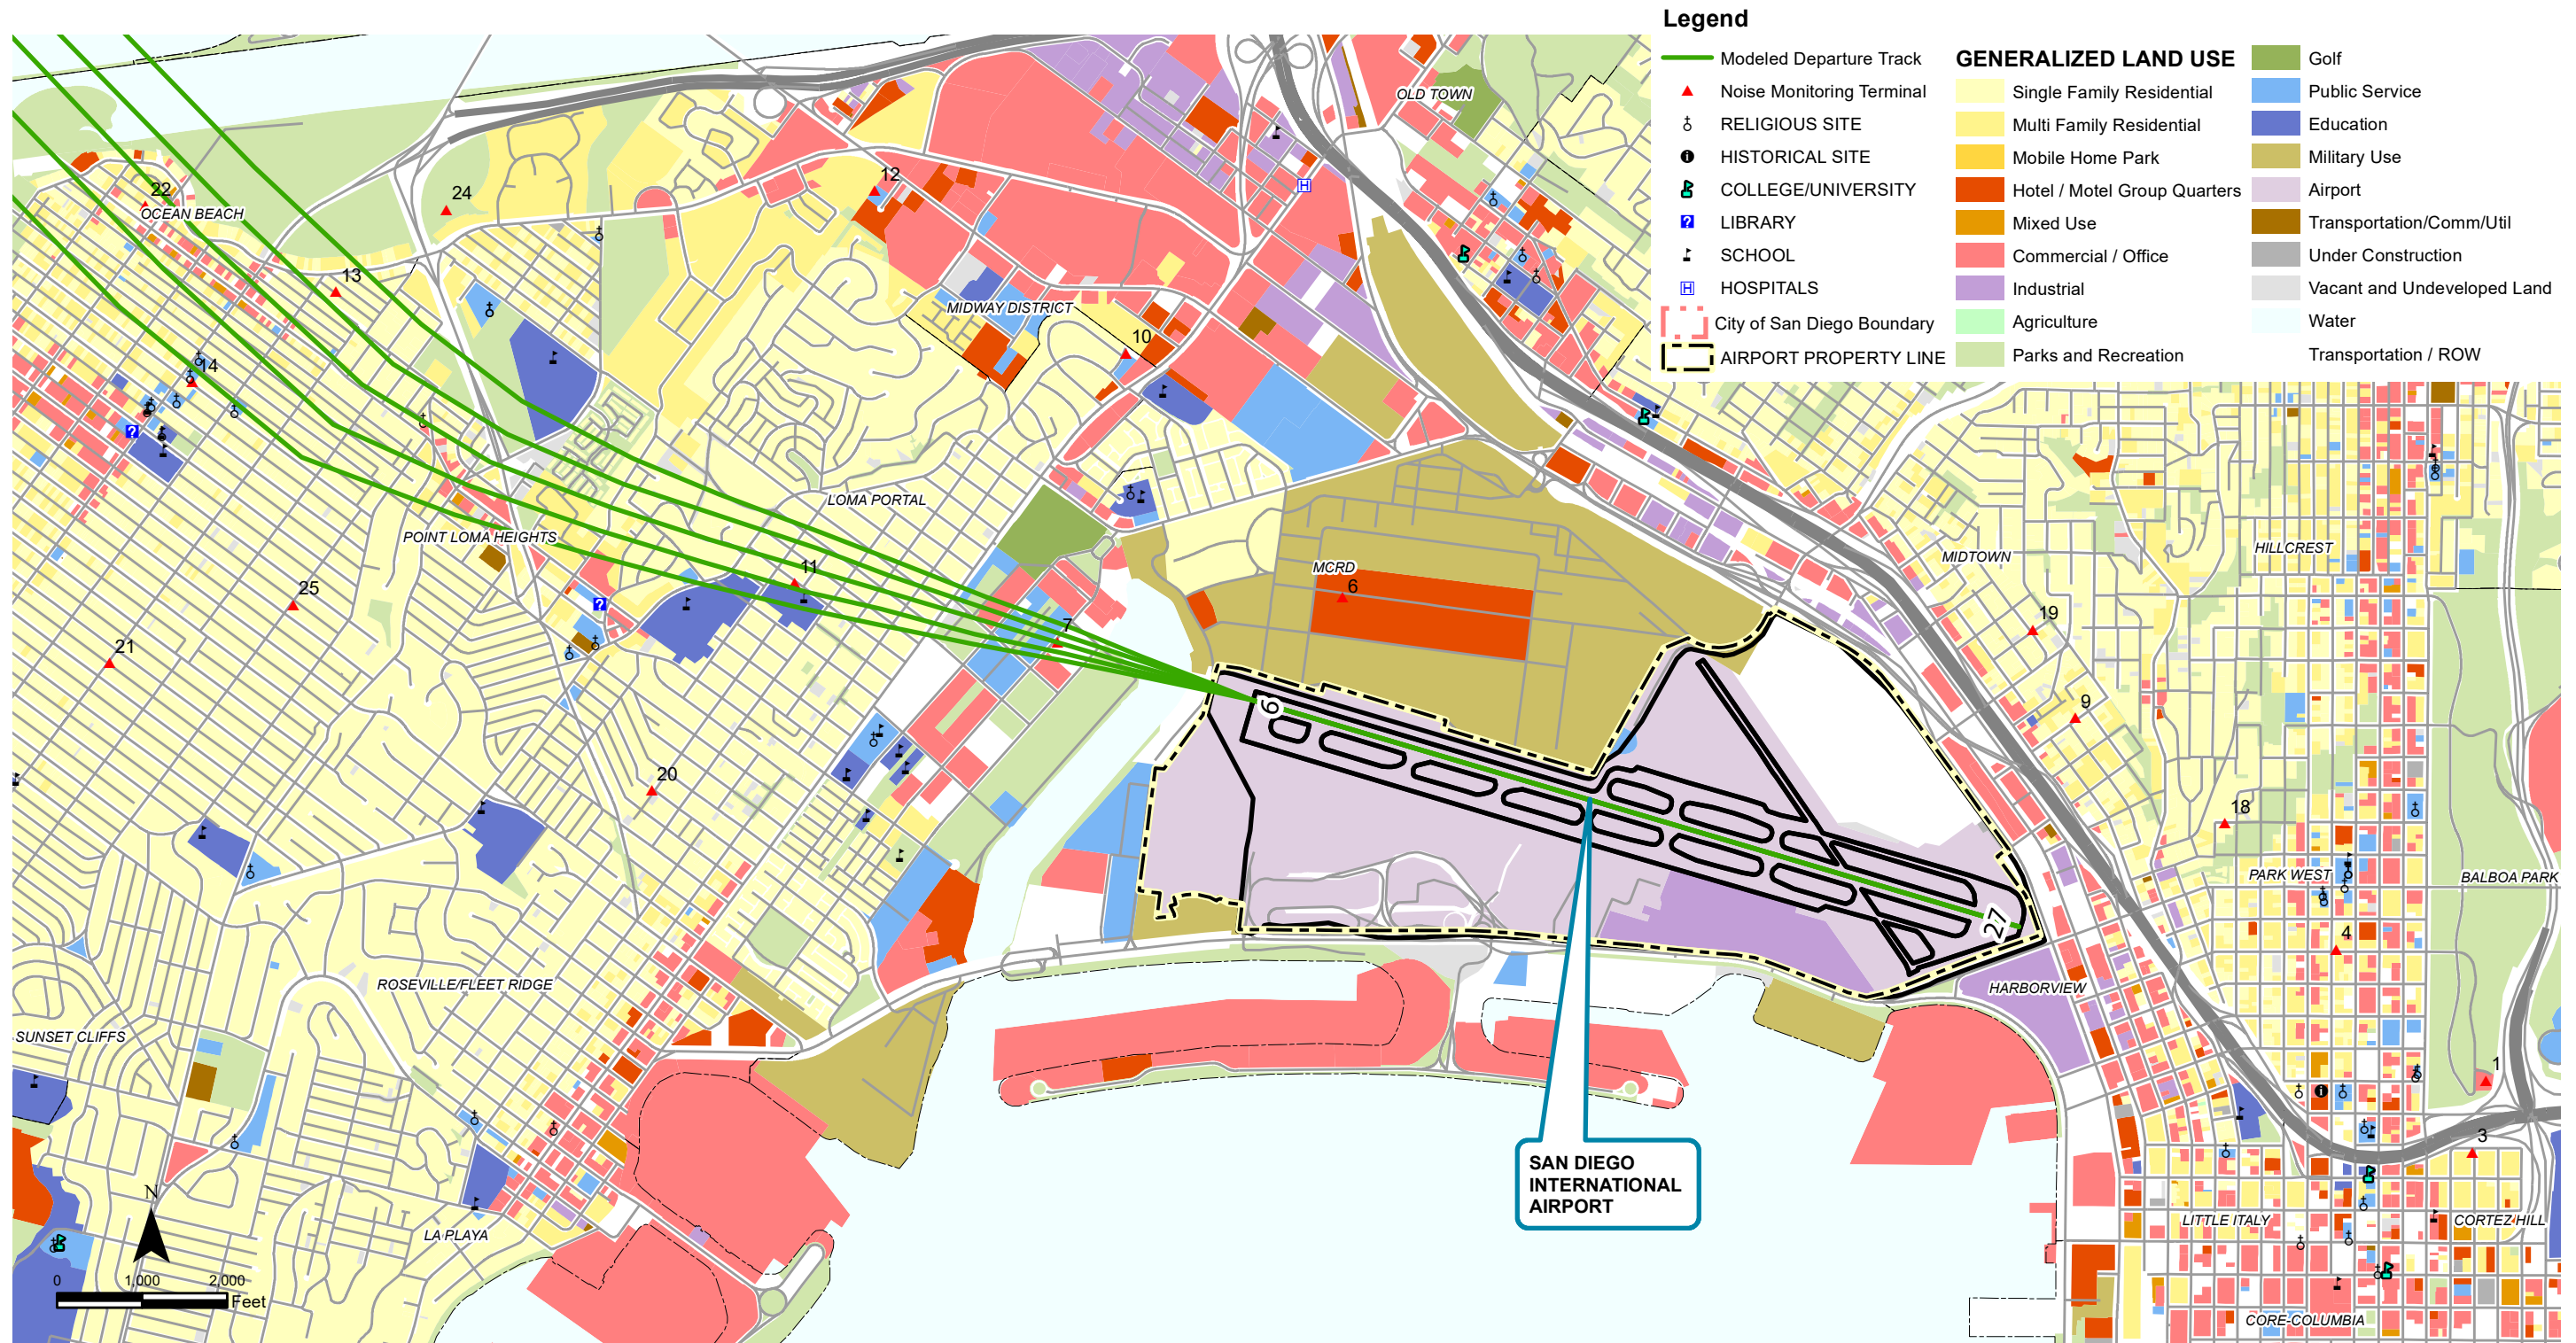 Legend
Modeled Departure Track
Noise Monitoring Terminal
RELIGIOUS SITE
HISTORICAL SITE
COLLEGE/UNIVERSITY
LIBRARY
SCHOOL
HOSPITALS
City of San Diego Boundary
AIRPORT PROPERTY LINE
GENERALIZED LAND USE
Single Family Residential
Multi Family Residential
Mobile Home Park
Hotel / Motel Group Quarters
Mixed Use
Commercial / Office
Industrial
Agriculture
Parks and Recreation
Golf
Public Service
Education
Military Use
Airport
Transportation/Comm/Util
Under Construction
Vacant and Undeveloped Land
Water
Transportation / ROW
OLD TOWN
12
22
OCEAN BEACH
24
13
MIDWAY DISTRICT
10
14
LOMA PORTAL
POINT LOMA HEIGHTS
MCRD
6
MIDTOWN
HILLCREST
11
25
7
19
21
9
9
20
18
PARK WEST
BALBOA PARK
27
4
ROSEVILLE/FLEET RIDGE
HARBORVIEW
SUNSET CLIFFS
1
3
SAN DIEGO
INTERNATIONAL
AIRPORT
N
LA PLAYA
LITTLE ITALY
CORTEZ HILL
0 1,000 2,000
Feet
CORE-COLUMBIA